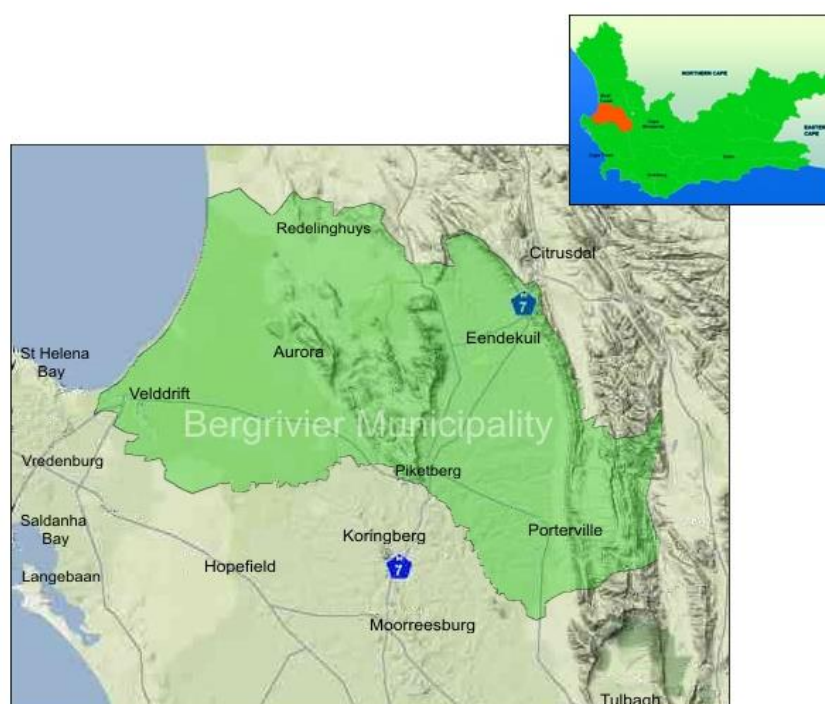 NORTHERN CAPE
EASTERN
CAPE
Redelinghuys
Citrusdal
N
7
Eendekuil
Aurora
St Helena
Bay
Velddrift
Bergrivier Municipality
Vredenburg
Piketberg
Saldanha
Bay
Koringberg
Porterville
N
7
Hopefield
Langebaan
Moorreesburg
Tulbagh